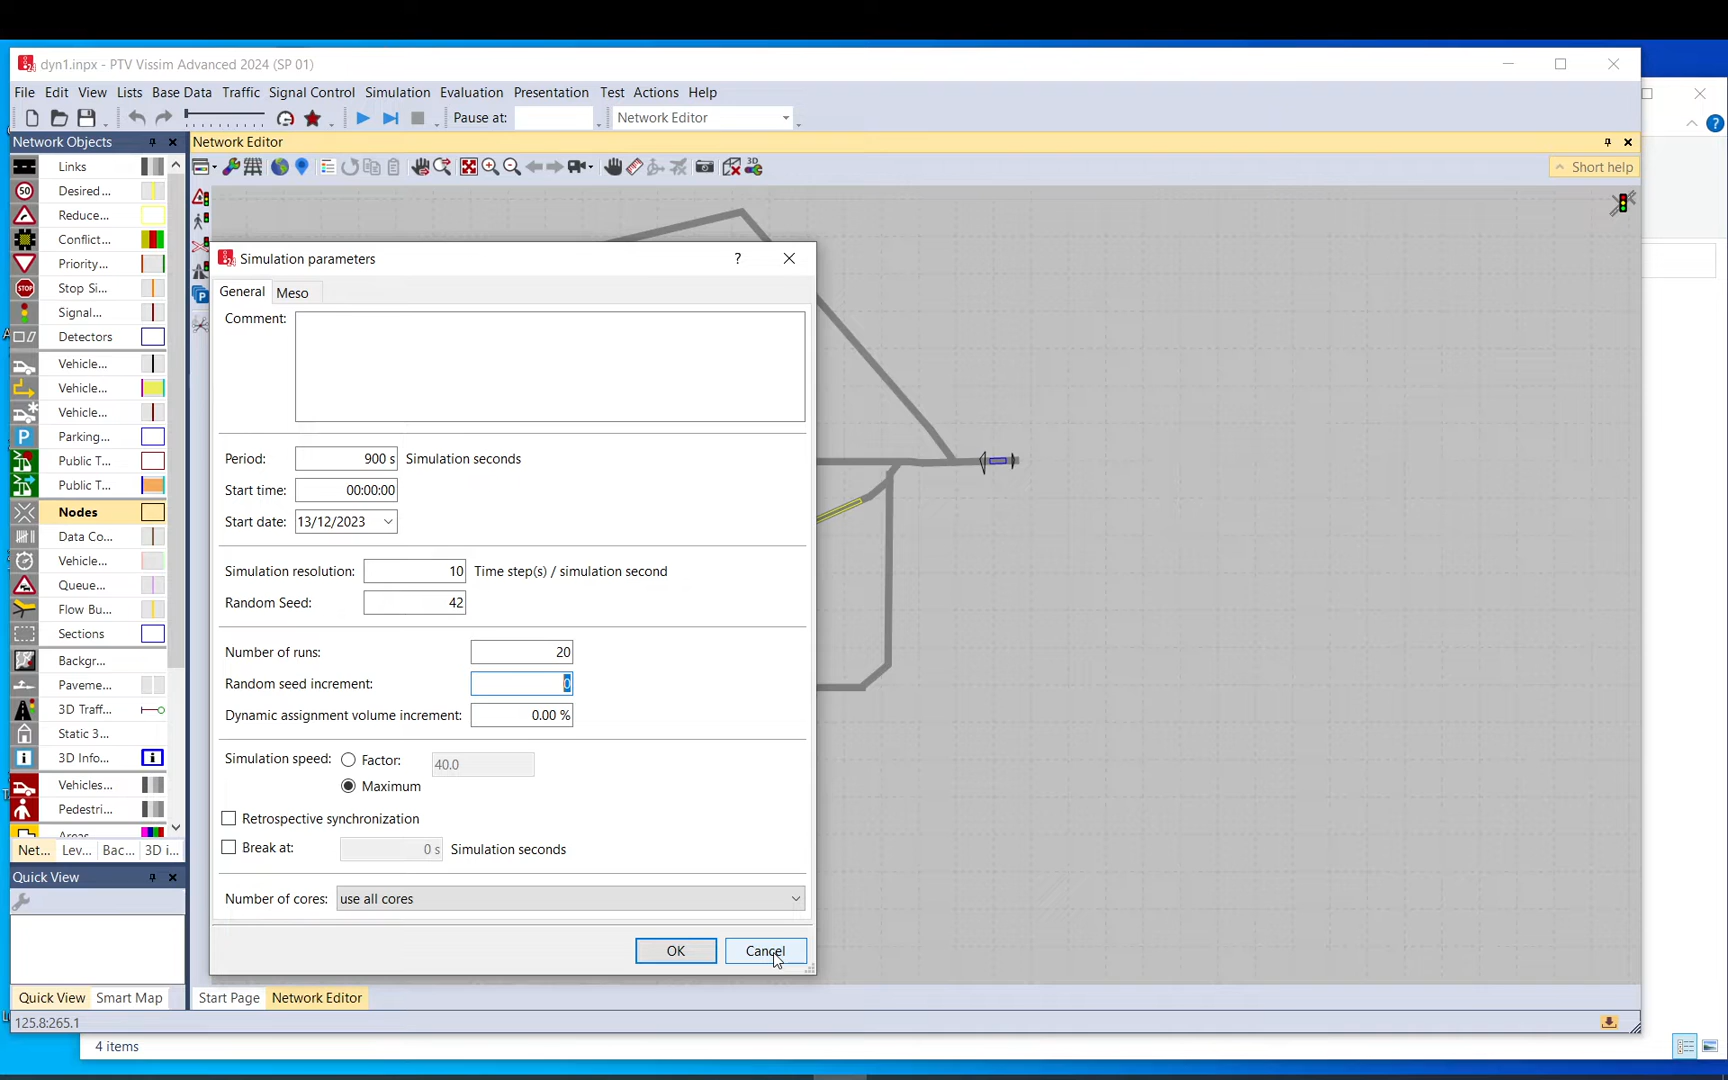 dyn1.inpx - PTV Vissim Advanced 2024 (SP 01)
File Edit View Lists Base Data Traffic Signal Control Simulation Evaluation Presentation Test Actions Help
Pause at: Network Editor
Network Objects
Network Editor
Short help
Links
Desired ...
Reduce...
Conflict...
Priority...
Stop Si...
Signal...
Detectors
Vehicle...
Vehicle...
Vehicle...
Parking...
Public T...
Public T...
Nodes
Data Co...
Vehicle...
Queue...
Flow Bu...
Sections
Backgr...
Paveme...
3D Traff...
Static 3...
3D Info...
Vehicles...
Pedestri...
Areas
Net... Lev... Bac... 3D i...
Quick View
Quick View Smart Map
Simulation parameters
General Meso
Comment:
Period: 900 s Simulation seconds
Start time: 00:00:00
Start date: 13/12/2023
Simulation resolution: 10 Time step(s) / simulation second
Random Seed: 42
Number of runs: 20
Random seed increment: 0
Dynamic assignment volume increment: 0.00 %
Simulation speed: Factor: 40.0
Maximum
Retrospective synchronization
Break at: 0 s Simulation seconds
Number of cores: use all cores
OK Cancel
Start Page Network Editor
125.8:265.1
4 items